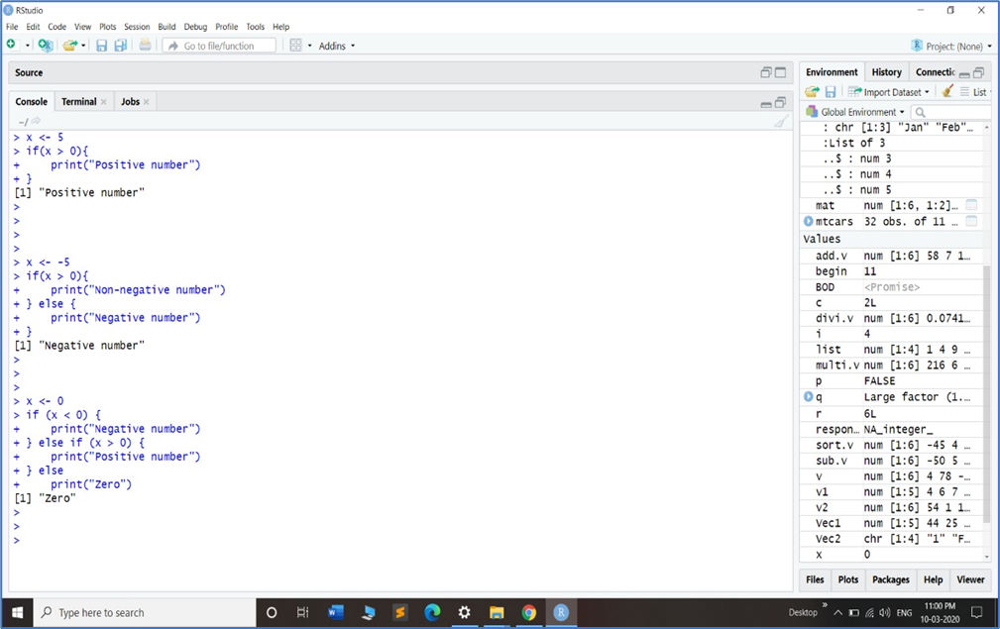 RStudio
File Edit Code View Plots Session Build Debug Profile Tools Help
Go to file/function Addins Project: (None)
Source
Console Terminal Jobs
~/
> x <- 5
> if(x > 0){
+ print("Positive number")
+ }
[1] "Positive number"
>
>
>
>
> x <- -5
> if(x > 0){
+ print("Non-negative number")
+ } else {
+ print("Negative number")
+ }
[1] "Negative number"
>
>
>
> x <- 0
> if (x < 0) {
+ print("Negative number")
+ } else if (x > 0) {
+ print("Positive number")
+ } else
+ print("Zero")
[1] "Zero"
>
>
>
Environment History Connectic
Import Dataset List
Global Environment
: chr [1:3] "Jan" "Feb"…
:List of 3
..$ : num 3
..$ : num 4
..$ : num 5
mat num [1:6, 1:2]…
mtcars 32 obs. of 11 …
Values
add.v num [1:6] 58 7 1…
begin 11
BOD <Promise>
c 2L
divi.v num [1:6] 0.0741…
i 4
list num [1:4] 1 4 9 …
multi.v num [1:6] 216 6 …
p FALSE
q Large factor (1.…
r 6L
respon… NA_integer_
sort.v num [1:6] -45 4 …
sub.v num [1:6] -50 5 …
v num [1:6] 4 78 -…
v1 num [1:5] 4 6 7 …
v2 num [1:6] 54 1 1…
Vec1 num [1:5] 44 25 …
Vec2 chr [1:4] "1" "F…
x 0
Files Plots Packages Help Viewer
Type here to search
Desktop » ENG 11:00 PM
10-03-2020